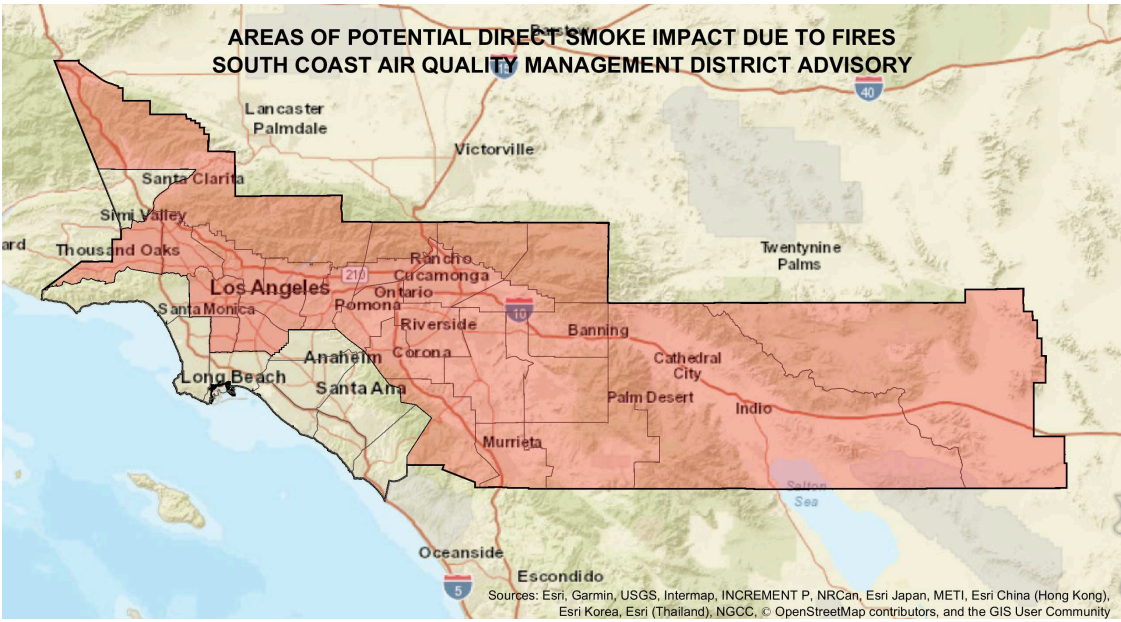 Barstow
AREAS OF POTENTIAL DIRECT SMOKE IMPACT DUE TO FIRES
SOUTH COAST AIR QUALITY MANAGEMENT DISTRICT ADVISORY
15
40
Lancaster
Palmdale
Victorville
Santa Clarita
Simi Valley
ard
Thousand Oaks
Twentynine
Palms
Rancho
Cucamonga
210
Los Angeles
Ontario
Pomona
Santa Monica
10
Riverside
Banning
Anaheim
Corona
Cathedral
City
Long Beach
Santa Ana
Palm Desert
Indio
Murrieta
Salton
Sea
Oceanside
Escondido
5
Sources: Esri, Garmin, USGS, Intermap, INCREMENT P, NRCan, Esri Japan, METI, Esri China (Hong Kong),
Esri Korea, Esri (Thailand), NGCC, © OpenStreetMap contributors, and the GIS User Community